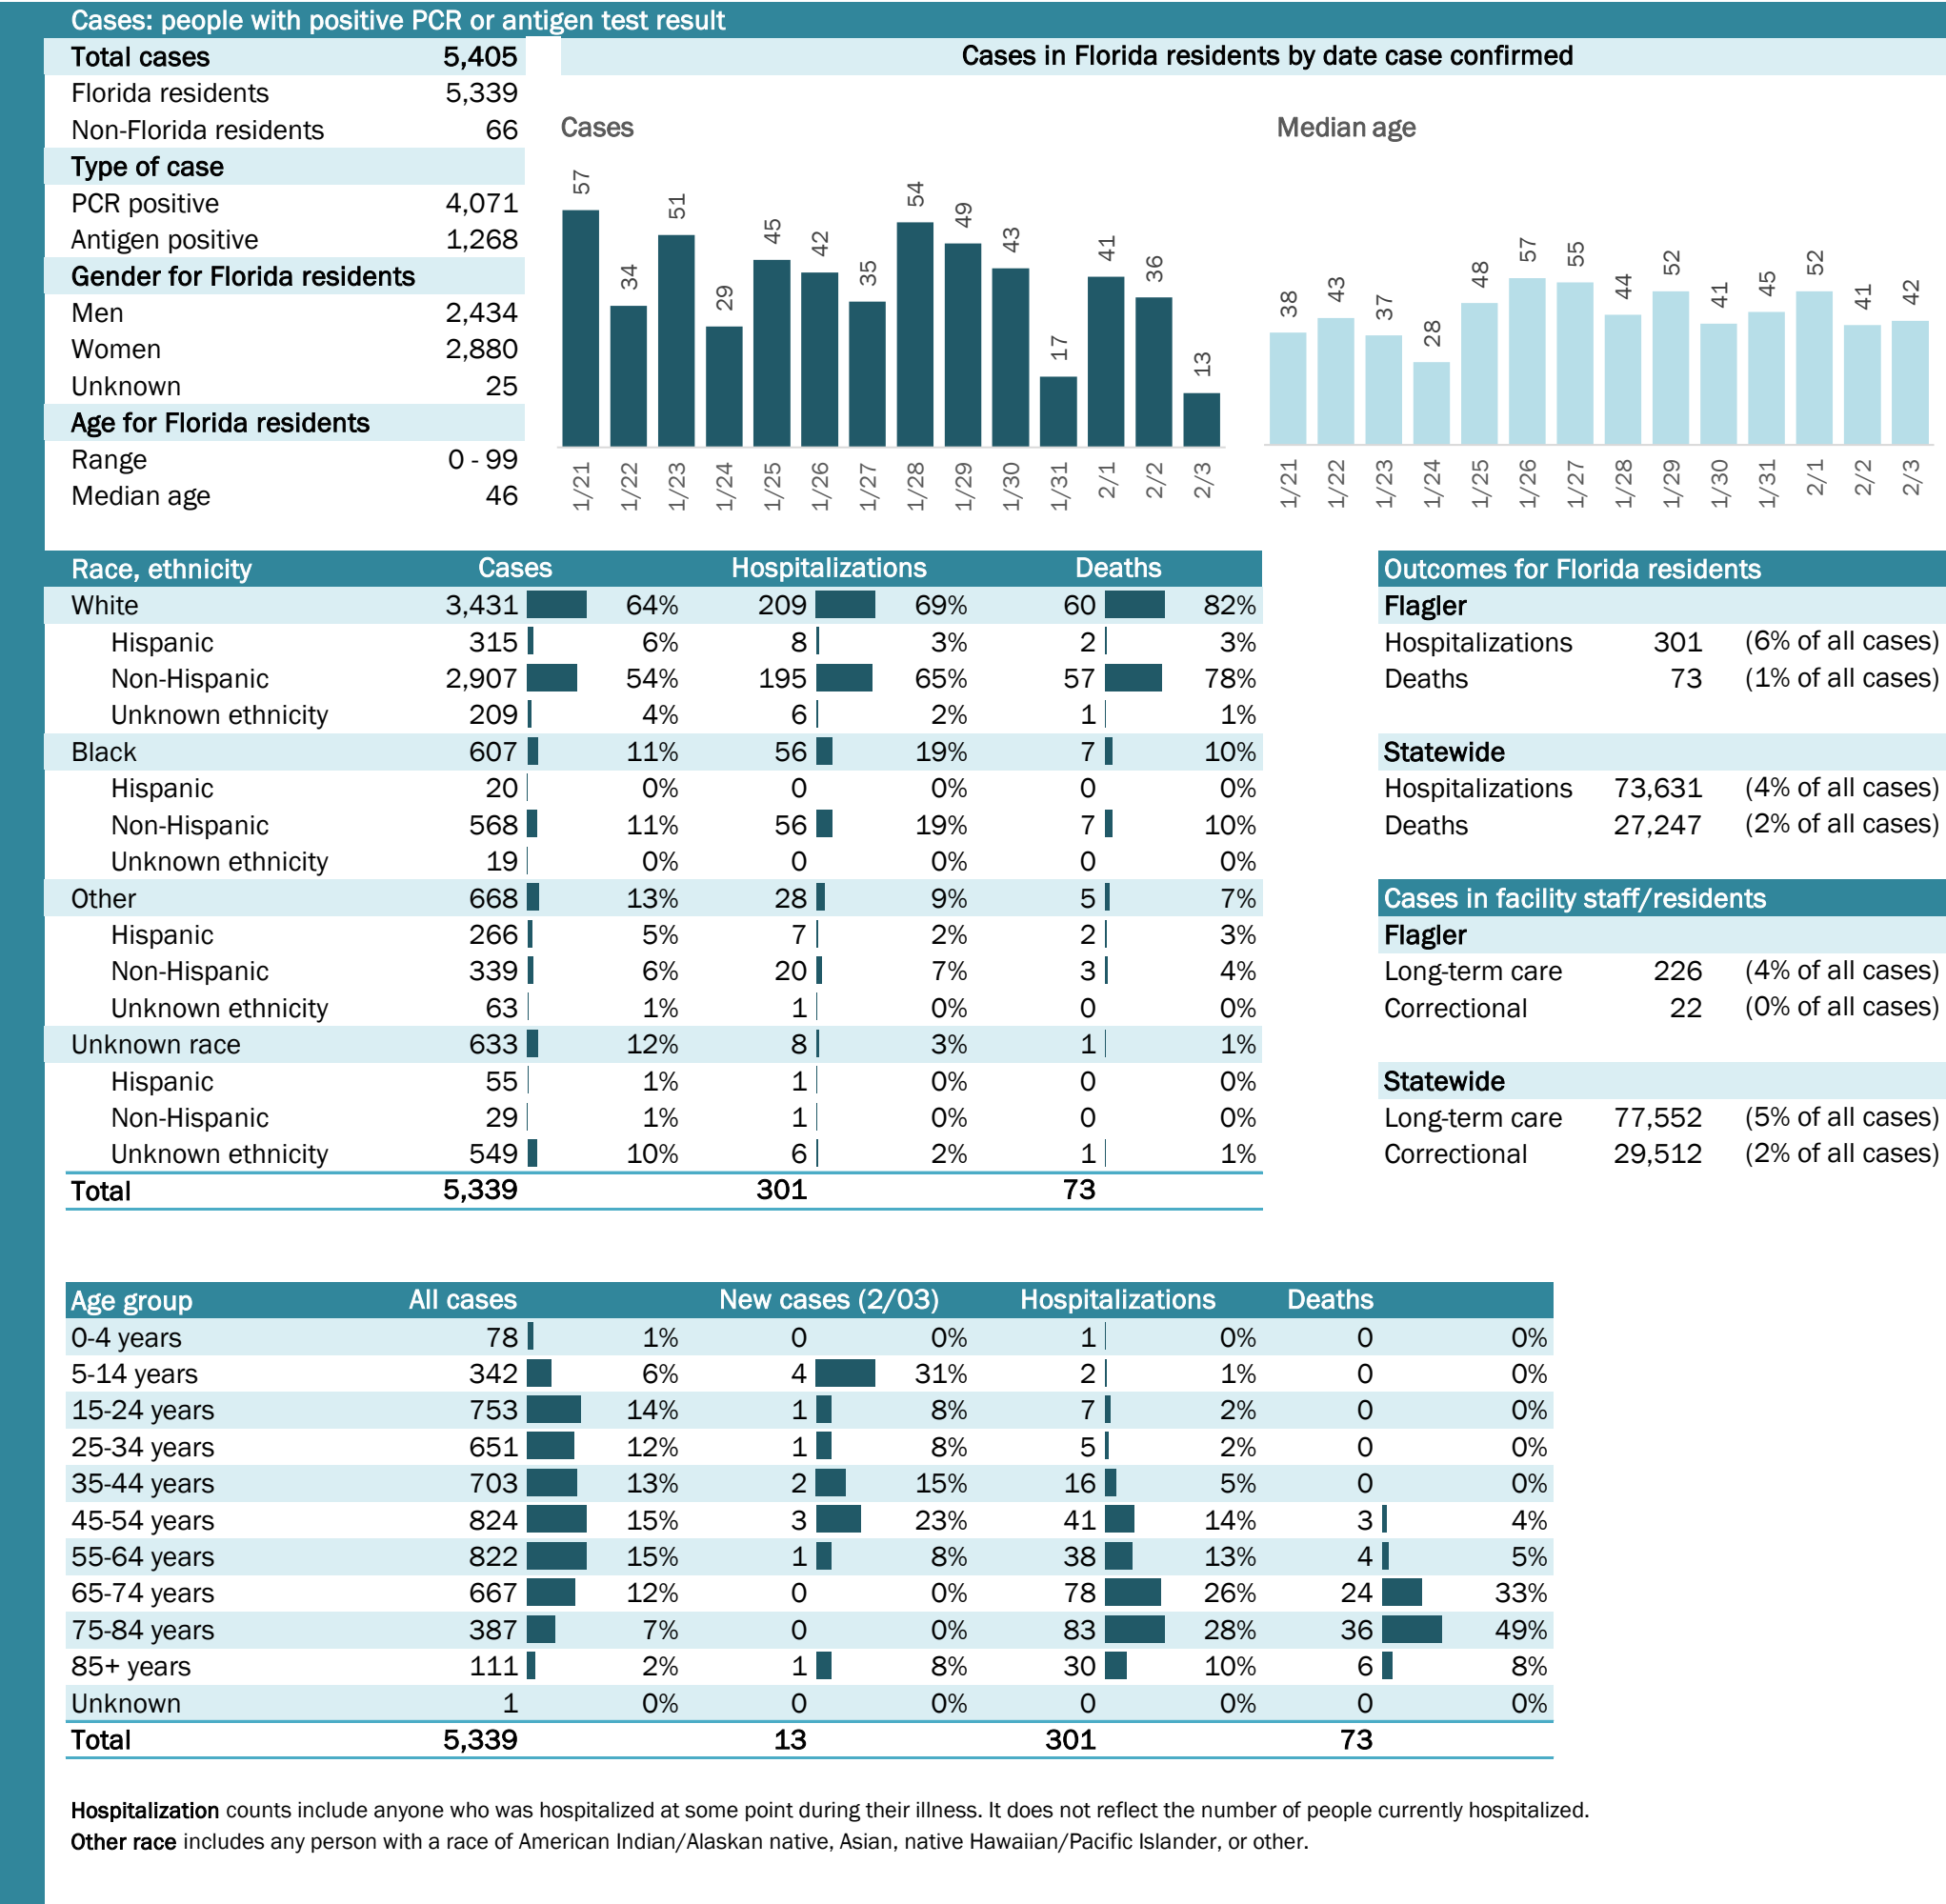 Cases: people with positive PCR or antigen test result
Total cases 5,405
Florida residents 5,339
Non-Florida residents 66
Type of case
PCR positive 4,071
Antigen positive 1,268
Gender for Florida residents
Men 2,434
Women 2,880
Unknown 25
Age for Florida residents
Range 0 - 99
Median age 46
Cases in Florida residents by date case confirmed
Cases
57 34 51 29 45 42 35 54 49 43 17 41 36 13
1/21 1/22 1/23 1/24 1/25 1/26 1/27 1/28 1/29 1/30 1/31 2/1 2/2 2/3
Median age
38 43 37 28 48 57 55 44 52 41 45 52 41 42
1/21 1/22 1/23 1/24 1/25 1/26 1/27 1/28 1/29 1/30 1/31 2/1 2/2 2/3
Race, ethnicity Cases Hospitalizations Deaths
White 3,431 64% 209 69% 60 82%
Hispanic 315 6% 8 3% 2 3%
Non-Hispanic 2,907 54% 195 65% 57 78%
Unknown ethnicity 209 4% 6 2% 1 1%
Black 607 11% 56 19% 7 10%
Hispanic 20 0% 0 0% 0 0%
Non-Hispanic 568 11% 56 19% 7 10%
Unknown ethnicity 19 0% 0 0% 0 0%
Other 668 13% 28 9% 5 7%
Hispanic 266 5% 7 2% 2 3%
Non-Hispanic 339 6% 20 7% 3 4%
Unknown ethnicity 63 1% 1 0% 0 0%
Unknown race 633 12% 8 3% 1 1%
Hispanic 55 1% 1 0% 0 0%
Non-Hispanic 29 1% 1 0% 0 0%
Unknown ethnicity 549 10% 6 2% 1 1%
Total 5,339 301 73
Outcomes for Florida residents
Flagler
Hospitalizations 301 (6% of all cases)
Deaths 73 (1% of all cases)
Statewide
Hospitalizations 73,631 (4% of all cases)
Deaths 27,247 (2% of all cases)
Cases in facility staff/residents
Flagler
Long-term care 226 (4% of all cases)
Correctional 22 (0% of all cases)
Statewide
Long-term care 77,552 (5% of all cases)
Correctional 29,512 (2% of all cases)
Age group All cases New cases (2/03) Hospitalizations Deaths
0-4 years 78 1% 0 0% 1 0% 0 0%
5-14 years 342 6% 4 31% 2 1% 0 0%
15-24 years 753 14% 1 8% 7 2% 0 0%
25-34 years 651 12% 1 8% 5 2% 0 0%
35-44 years 703 13% 2 15% 16 5% 0 0%
45-54 years 824 15% 3 23% 41 14% 3 4%
55-64 years 822 15% 1 8% 38 13% 4 5%
65-74 years 667 12% 0 0% 78 26% 24 33%
75-84 years 387 7% 0 0% 83 28% 36 49%
85+ years 111 2% 1 8% 30 10% 6 8%
Unknown 1 0% 0 0% 0 0% 0 0%
Total 5,339 13 301 73
Hospitalization counts include anyone who was hospitalized at some point during their illness. It does not reflect the number of people currently hospitalized.
Other race includes any person with a race of American Indian/Alaskan native, Asian, native Hawaiian/Pacific Islander, or other.